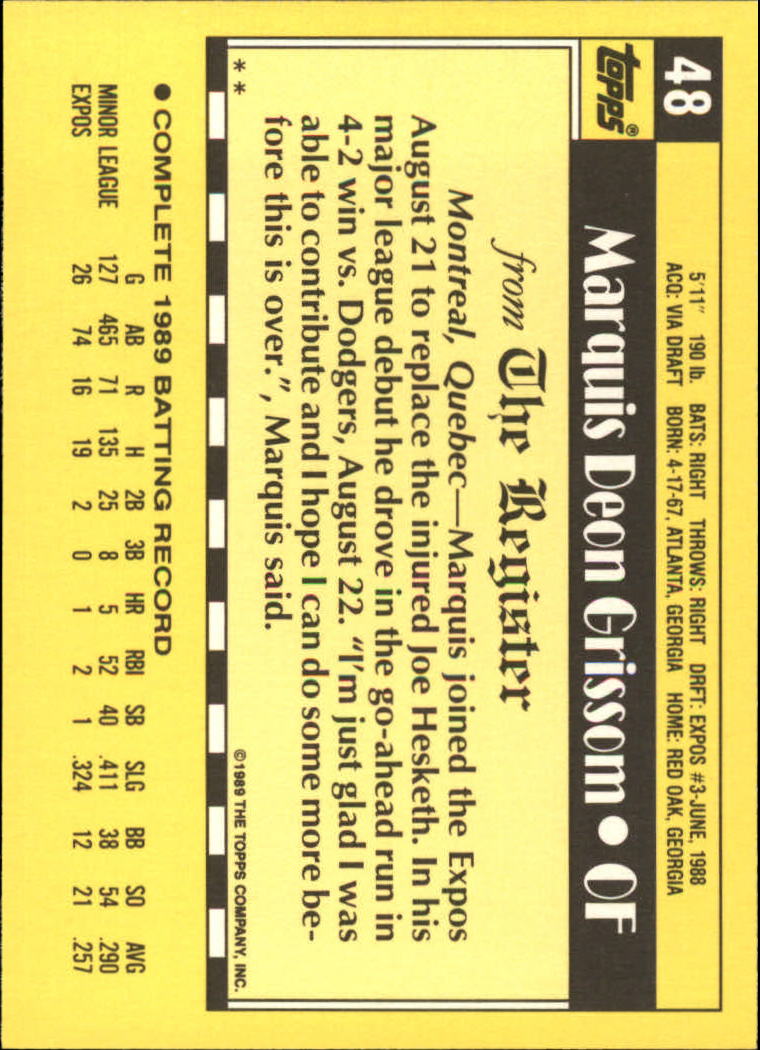 48
5'11" 190 lb. BATS: RIGHT THROWS: RIGHT DRFT: EXPOS #3-JUNE, 1988
ACQ: VIA DRAFT BORN: 4-17-67, ATLANTA, GEORGIA HOME: RED OAK, GEORGIA
topps®
Marquis Deon Grissom • OF
from The Register
Montreal, Quebec—Marquis joined the Expos
August 21 to replace the injured Joe Hesketh. In his
major league debut he drove in the go-ahead run in
4-2 win vs. Dodgers, August 22. "I'm just glad I was
able to contribute and I hope I can do some more be-
fore this is over.", Marquis said.
** ©1989 THE TOPPS COMPANY, INC.
• COMPLETE 1989 BATTING RECORD
G AB R H 2B 3B HR RBI SB SLG BB SO AVG
MINOR LEAGUE 127 465 71 135 25 8 5 52 40 .411 38 54 .290
EXPOS 26 74 16 19 2 0 1 2 1 .324 12 21 .257